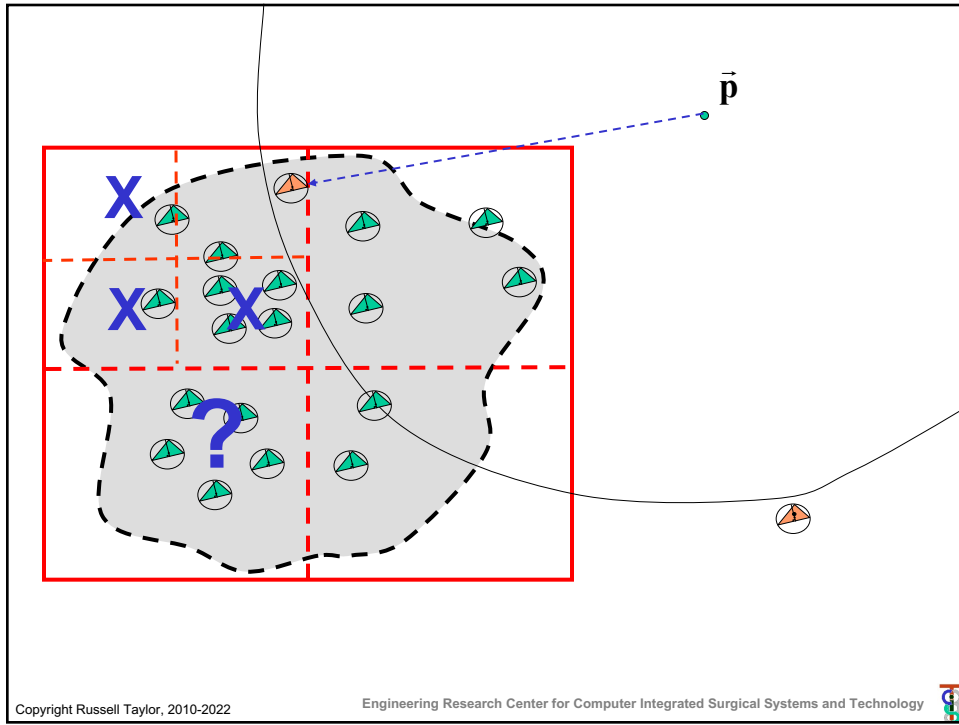 p
X
X
X
?
Copyright Russell Taylor, 2010-2022
Engineering Research Center for Computer Integrated Surgical Systems and Technology